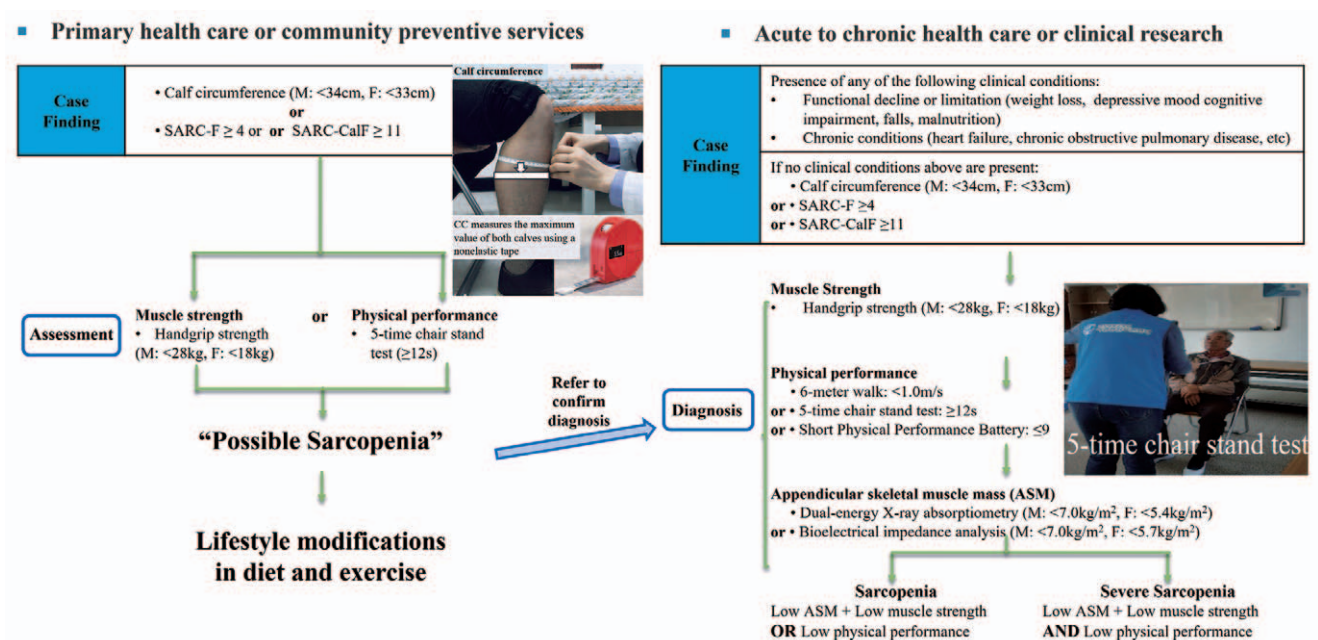 ▪ Primary health care or community preventive services
Case
Finding
• Calf circumference (M: <34cm, F: <33cm)
or
• SARC-F ≥ 4 or or SARC-CalF ≥ 11
Calf circumference
CC measures the maximum
value of both calves using a
nonelastic tape
Assessment
Muscle strength
• Handgrip strength
(M: <28kg, F: <18kg)
or
Physical performance
• 5-time chair stand
test (≥12s)
“Possible Sarcopenia”
Lifestyle modifications
in diet and exercise
Refer to
confirm
diagnosis
▪ Acute to chronic health care or clinical research
Case
Finding
Presence of any of the following clinical conditions:
• Functional decline or limitation (weight loss, depressive mood cognitive
impairment, falls, malnutrition)
• Chronic conditions (heart failure, chronic obstructive pulmonary disease, etc)
If no clinical conditions above are present:
• Calf circumference (M: <34cm, F: <33cm)
or • SARC-F ≥4
or • SARC-CalF ≥11
Diagnosis
Muscle Strength
• Handgrip strength (M: <28kg, F: <18kg)
Physical performance
• 6-meter walk: <1.0m/s
or • 5-time chair stand test: ≥12s
or • Short Physical Performance Battery: ≤9
5-time chair stand test
Appendicular skeletal muscle mass (ASM)
• Dual-energy X-ray absorptiometry (M: <7.0kg/m², F: <5.4kg/m²)
or • Bioelectrical impedance analysis (M: <7.0kg/m², F: <5.7kg/m²)
Sarcopenia
Low ASM + Low muscle strength
OR Low physical performance
Severe Sarcopenia
Low ASM + Low muscle strength
AND Low physical performance